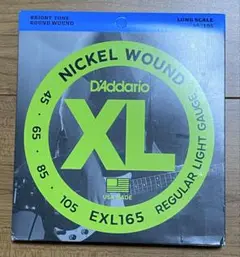 BRIGHT TONE
ROUND WOUND
LONG SCALE
NICKEL WOUND
D'Addario
XL
USA MADE
45 65 85 105
EXL165
REGULAR LIGHT GAUGE